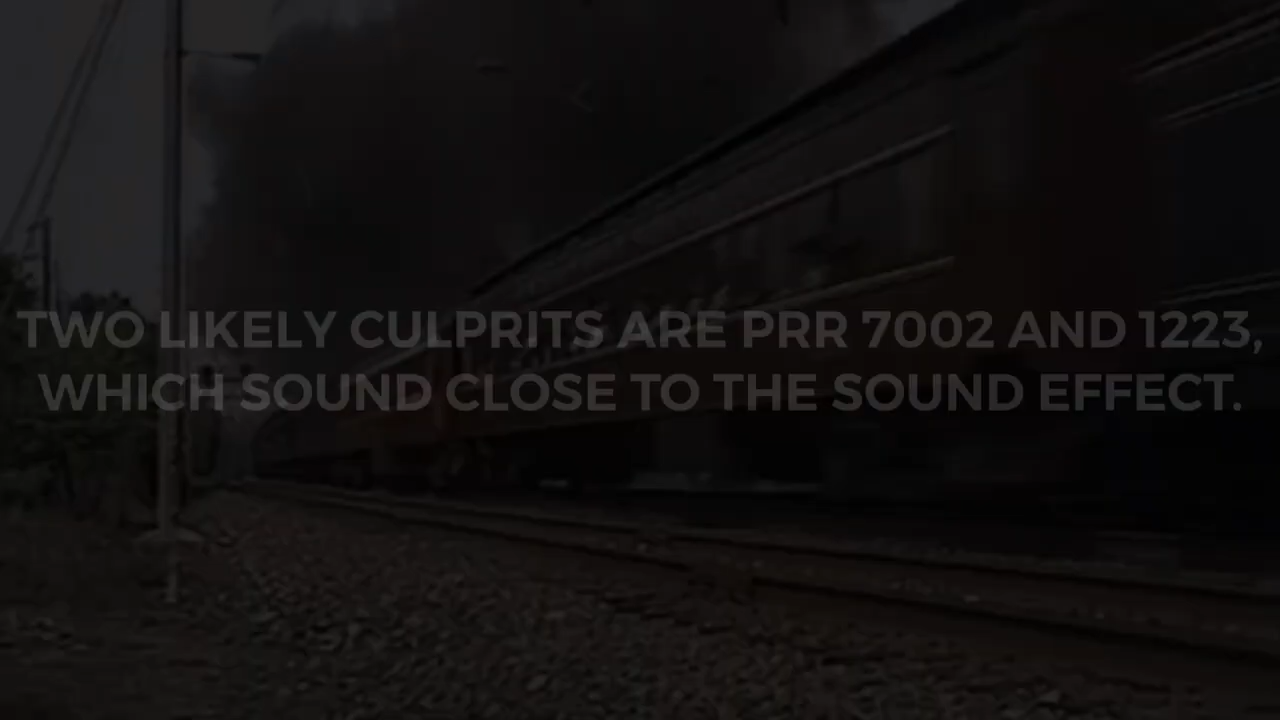 TWO LIKELY CULPRITS ARE PRR 7002 AND 1223,
WHICH SOUND CLOSE TO THE SOUND EFFECT.